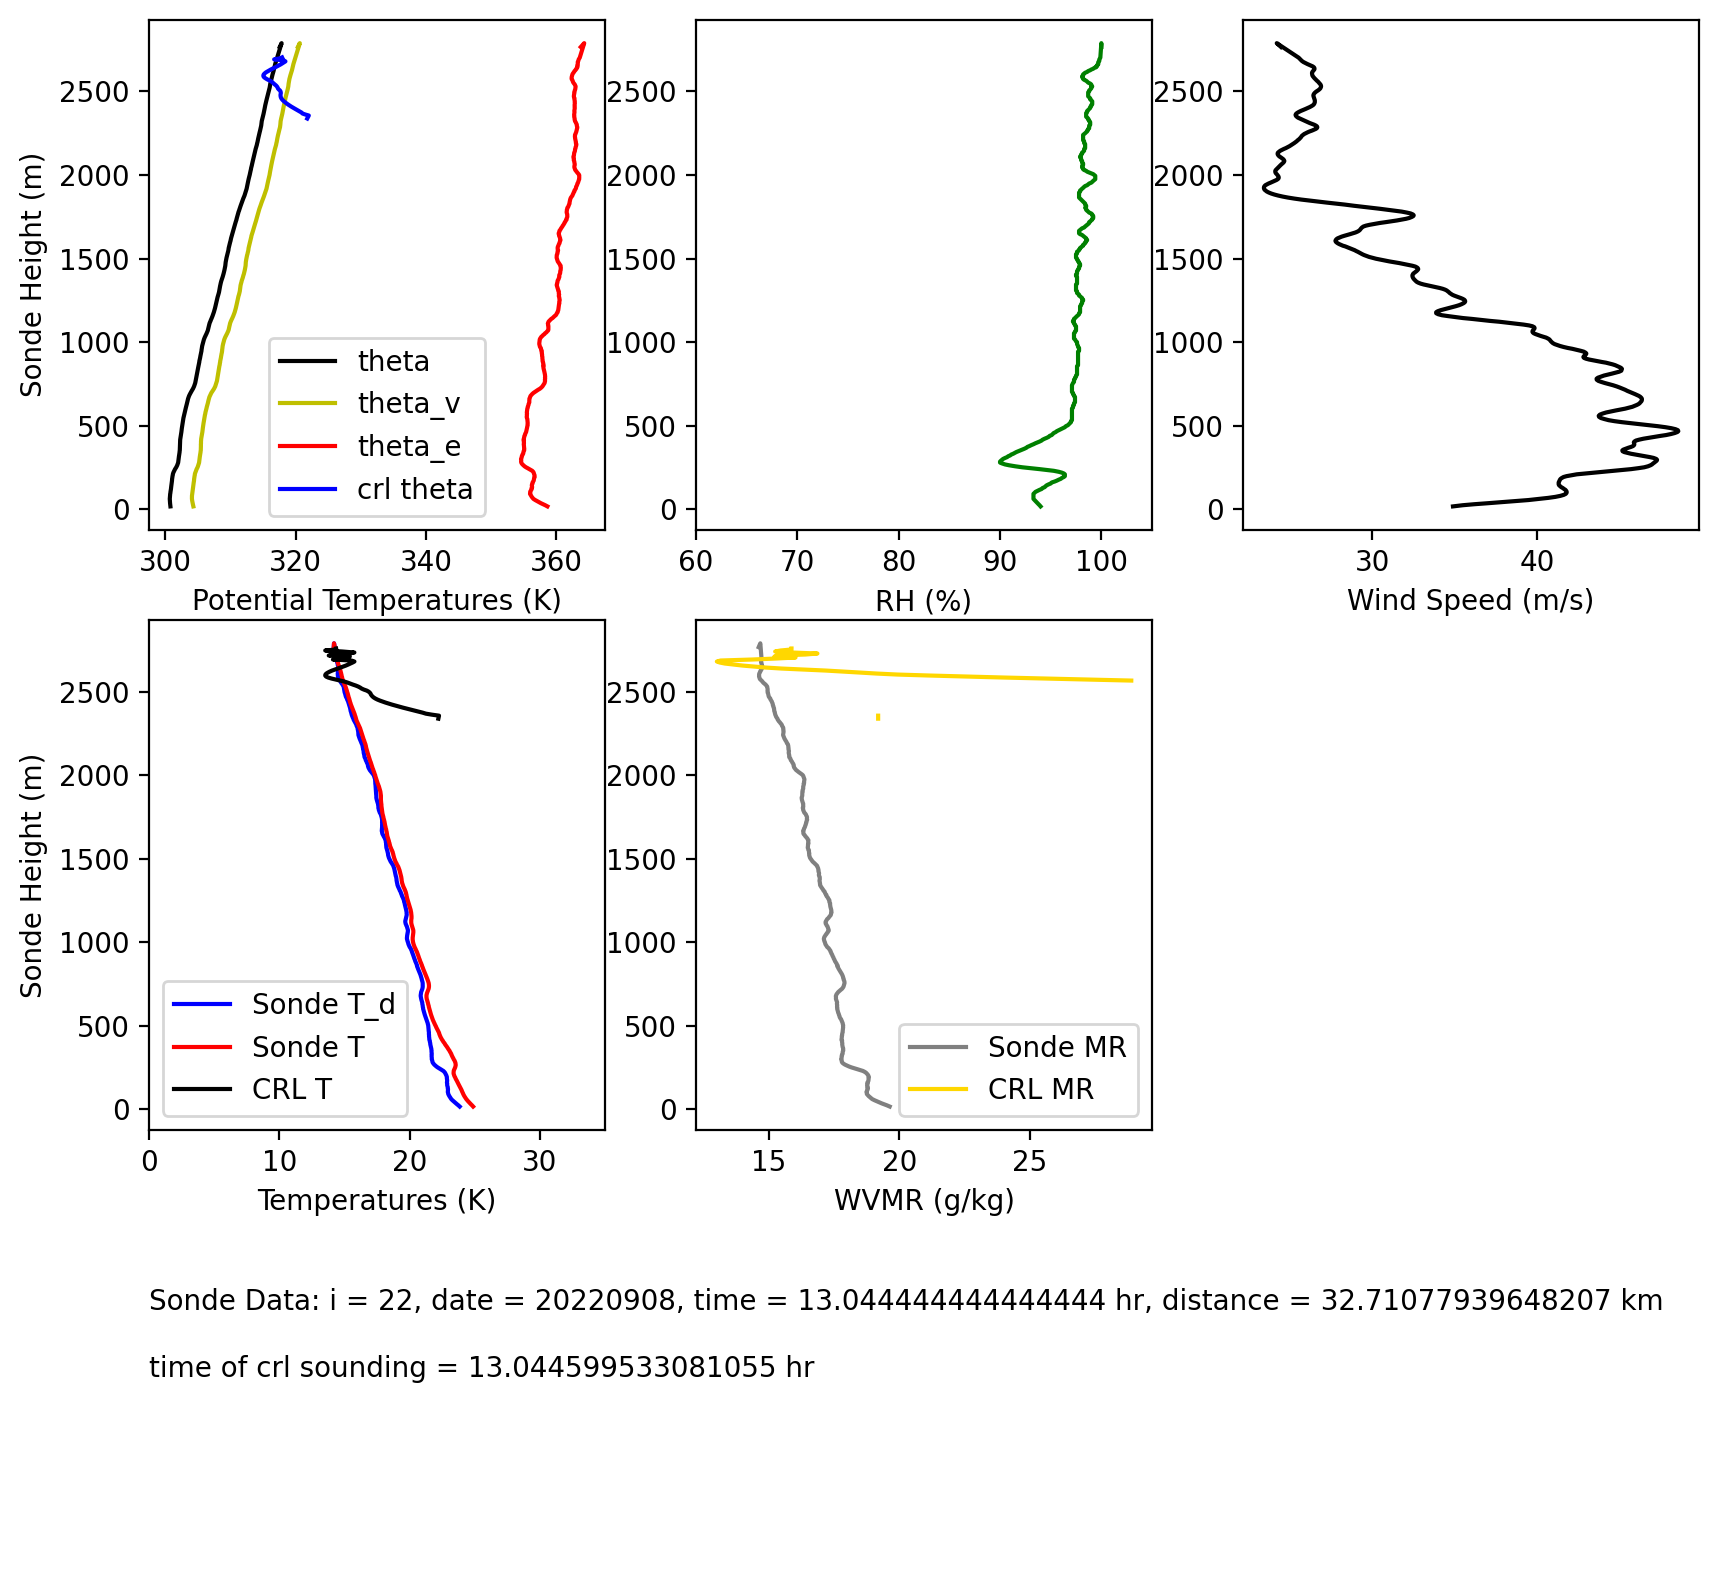 2500
2000
1500
1000
500
0
Sonde Height (m)
300 320 340 360
Potential Temperatures (K)
theta
theta_v
theta_e
crl theta
2500
2000
1500
1000
500
0
60 70 80 90 100
RH (%)
2500
2000
1500
1000
500
0
30 40
Wind Speed (m/s)
2500
2000
1500
1000
500
0
Sonde Height (m)
0 10 20 30
Temperatures (K)
Sonde T_d
Sonde T
CRL T
2500
2000
1500
1000
500
0
15 20 25
WVMR (g/kg)
Sonde MR
CRL MR
Sonde Data: i = 22, date = 20220908, time = 13.044444444444444 hr, distance = 32.71077939648207 km
time of crl sounding = 13.044599533081055 hr